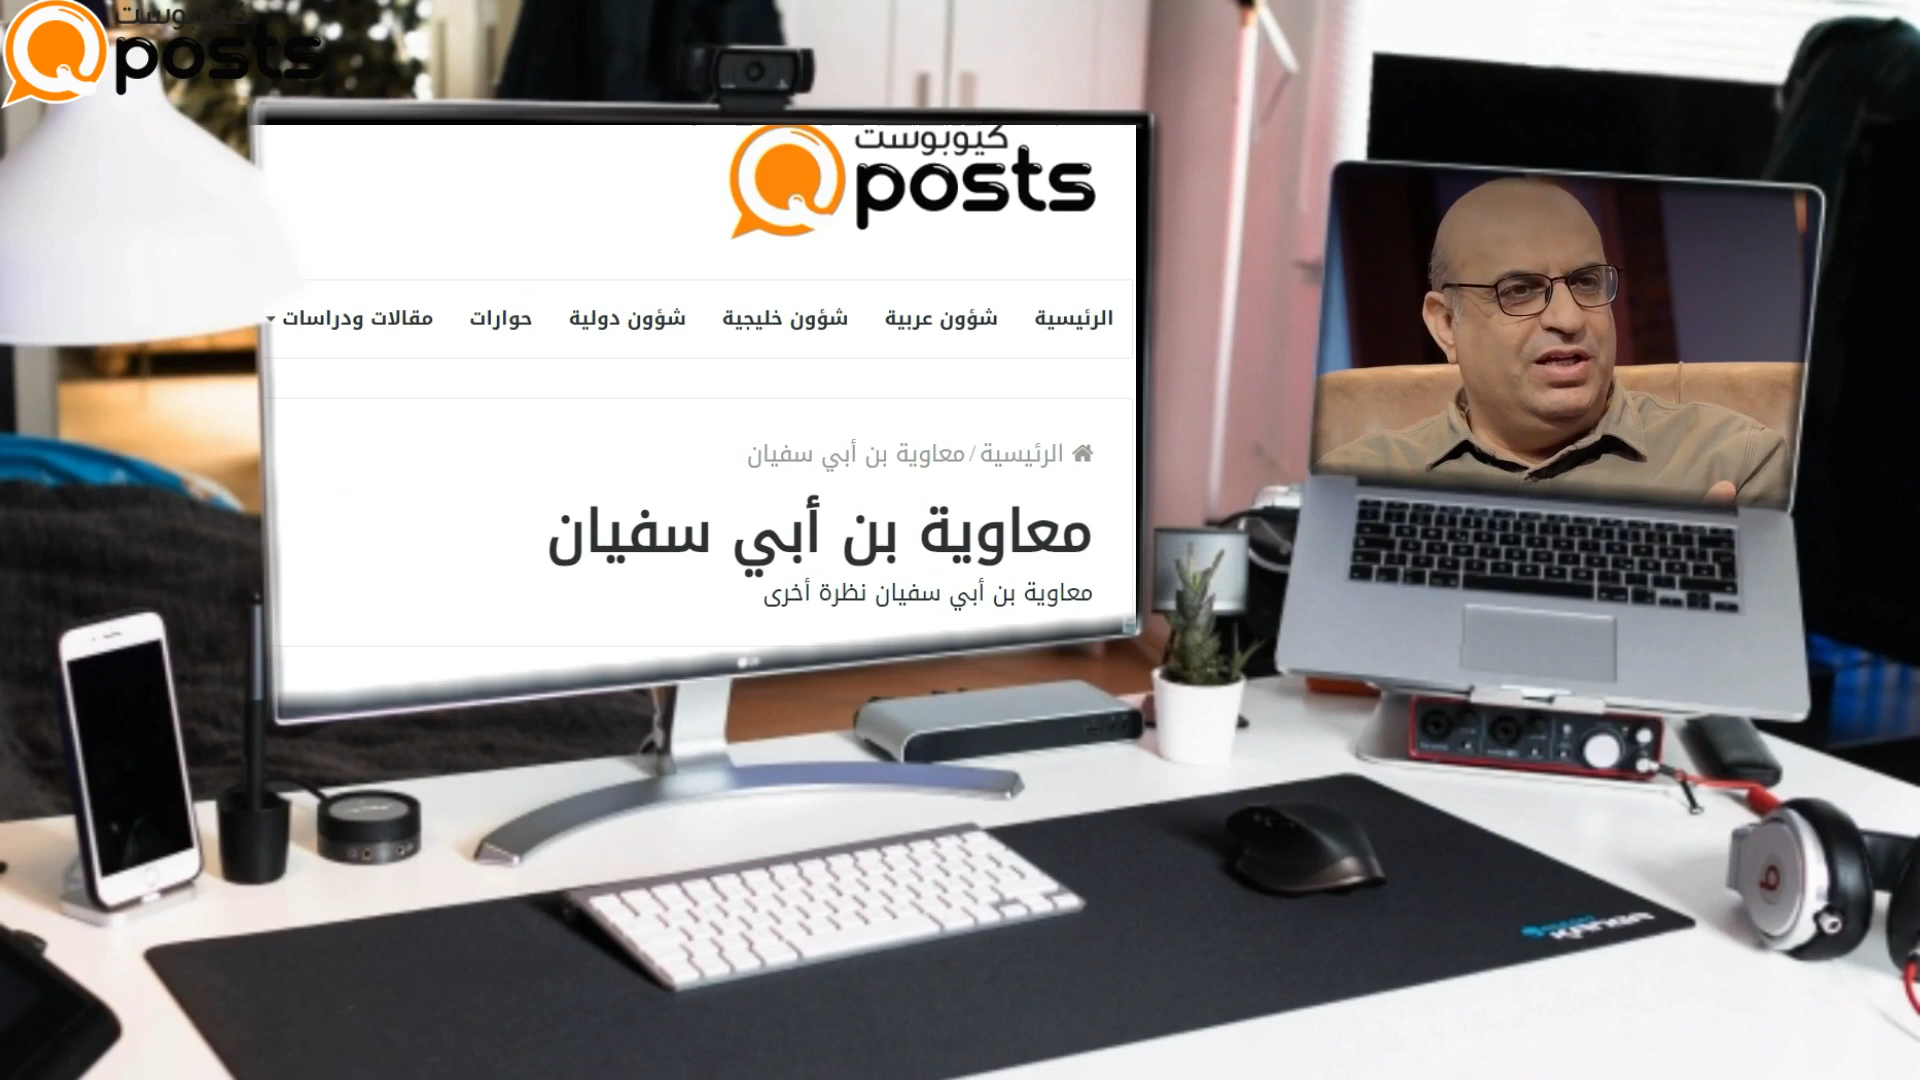 كيوبوست
posts
كيوبوست
posts
الرئيسية شؤون عربية شؤون خليجية شؤون دولية حوارات مقالات ودراسات
الرئيسية / معاوية بن أبي سفيان
معاوية بن أبي سفيان
معاوية بن أبي سفيان نظرة أخرى
LG